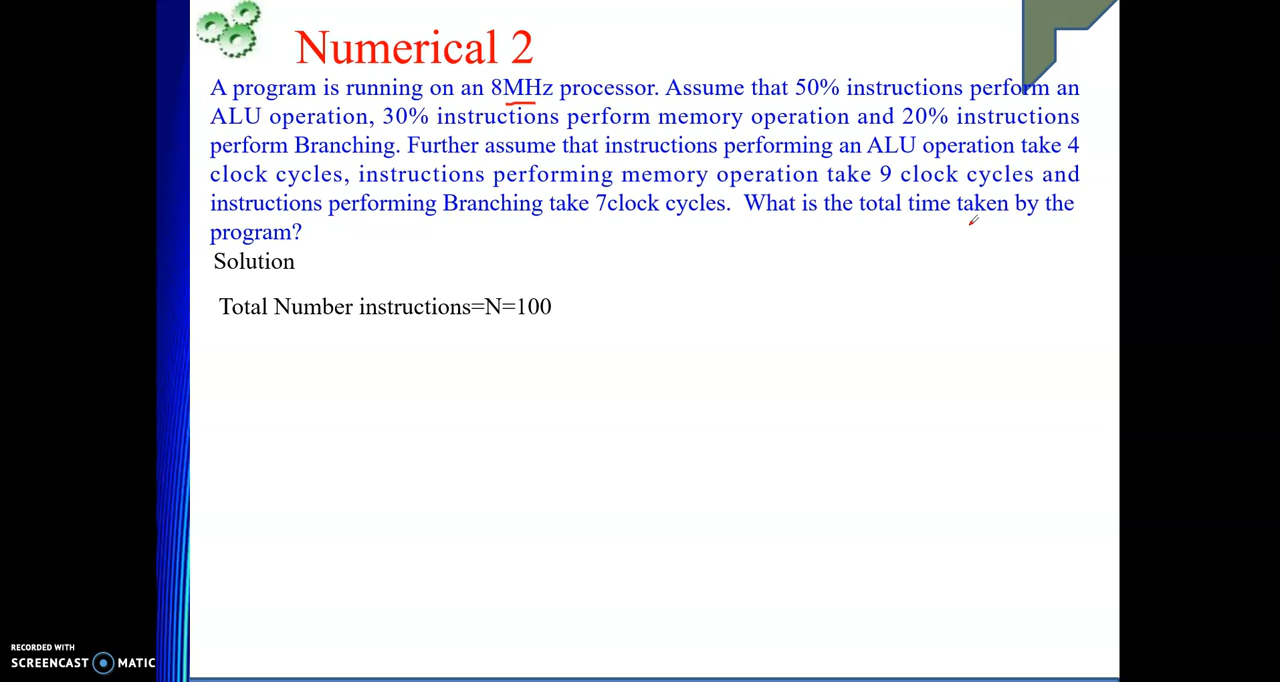 Numerical 2
A program is running on an 8MHz processor. Assume that 50% instructions perform an
ALU operation, 30% instructions perform memory operation and 20% instructions
perform Branching. Further assume that instructions performing an ALU operation take 4
clock cycles, instructions performing memory operation take 9 clock cycles and
instructions performing Branching take 7clock cycles. What is the total time taken by the
program?
Solution
Total Number instructions=N=100
RECORDED WITH
SCREENCAST MATIC